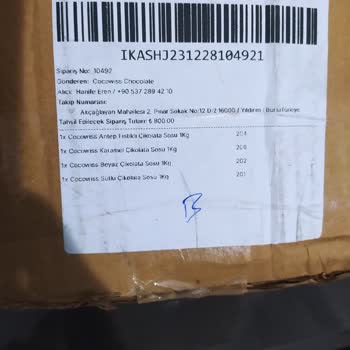 IKASHJ231228104921
Sipariş No: 10492
Gönderen: Cocowiss Chocolate
Alıcı: Hanife Eren / +90 537 289 42 10
Takip Numarası:
Akçağlayan Mahallesi 2. Pınar Sokak No:12 D:2 16000 / Yıldırım / Bursa/Türkiye
Tahsil Edilecek Sipariş Tutarı: ₺ 800.00
1x Cocowiss Antep Fıstıklı Çikolata Sosu 1Kg 204
1x Cocowiss Karamel Çikolata Sosu 1Kg 206
1x Cocowiss Beyaz Çikolata Sosu 1Kg 202
1x Cocowiss Sütlü Çikolata Sosu 1Kg 201